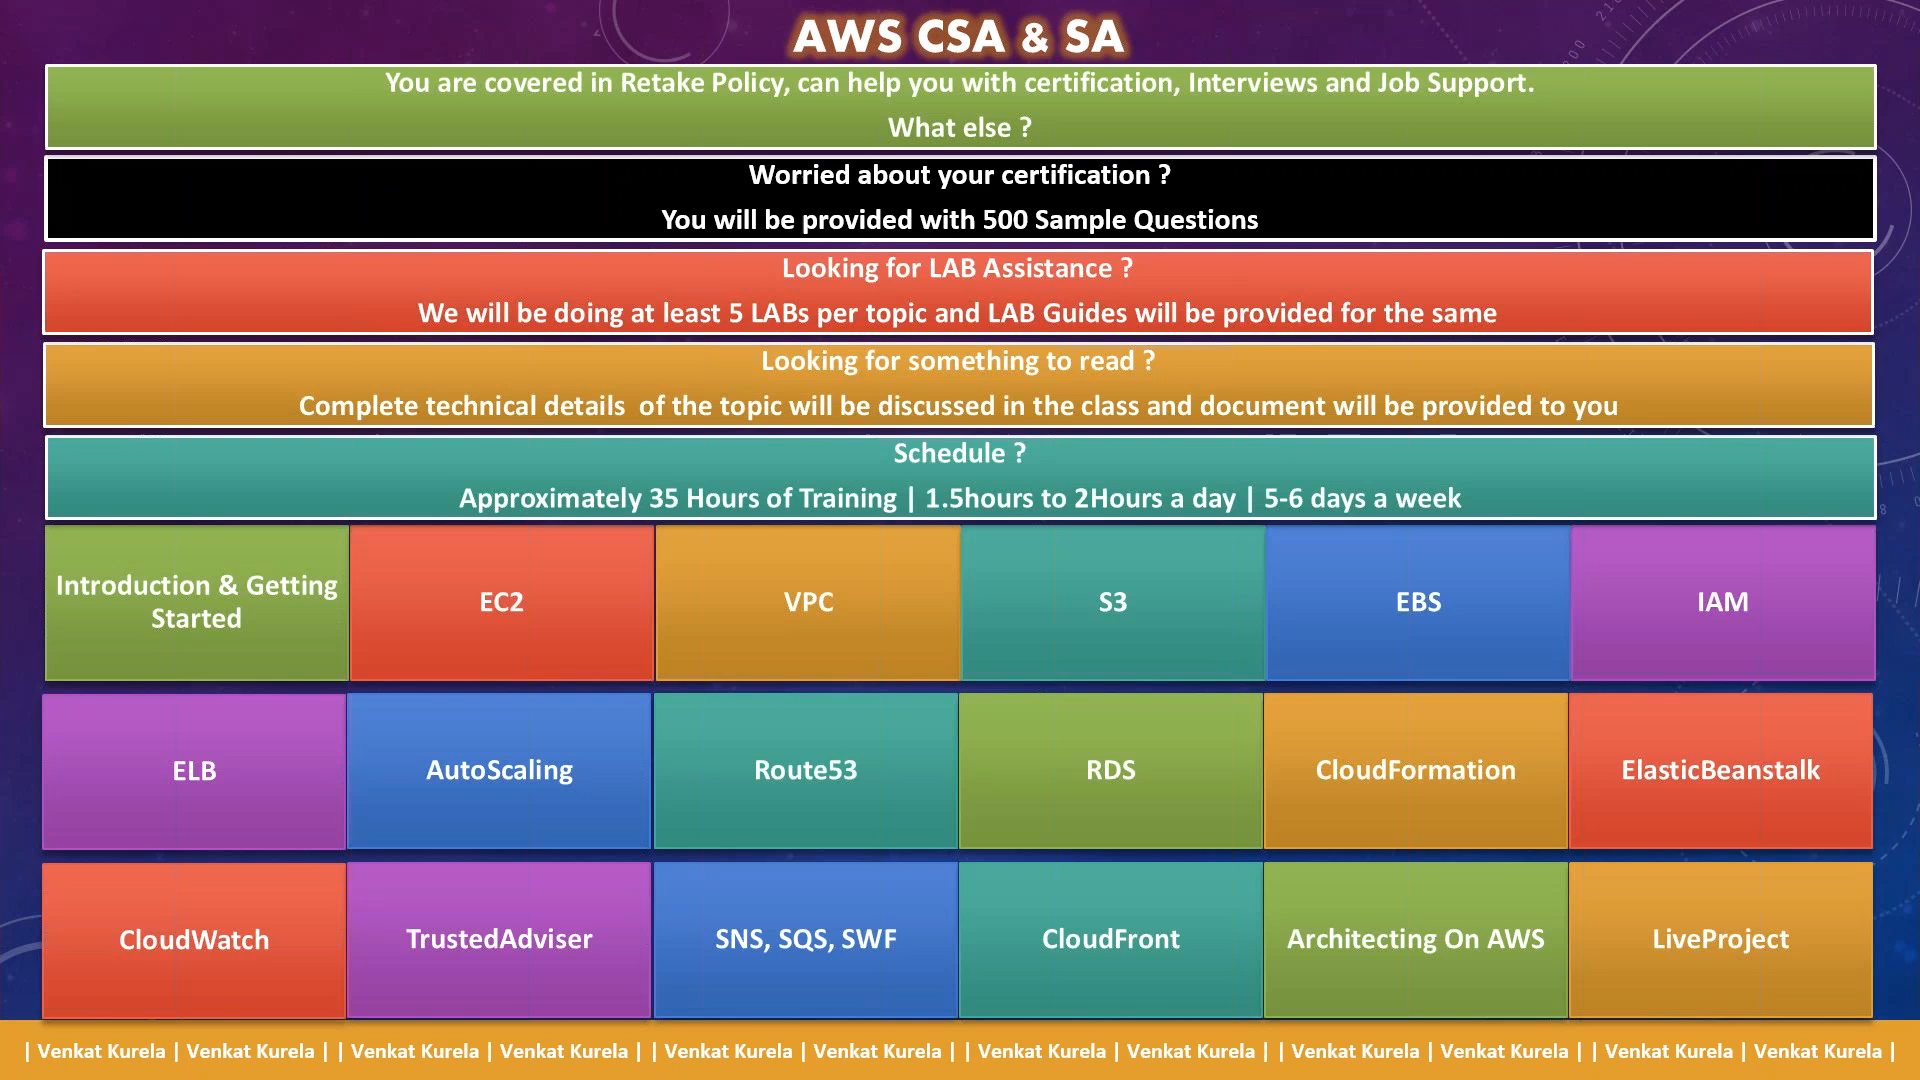 AWS CSA & SA
You are covered in Retake Policy, can help you with certification, Interviews and Job Support.
What else ?
Worried about your certification ?
You will be provided with 500 Sample Questions
Looking for LAB Assistance ?
We will be doing at least 5 LABs per topic and LAB Guides will be provided for the same
Looking for something to read ?
Complete technical details  of the topic will be discussed in the class and document will be provided to you
Schedule ?
Approximately 35 Hours of Training | 1.5hours to 2Hours a day | 5-6 days a week
Introduction & Getting
Started
EC2
VPC
S3
EBS
IAM
ELB
AutoScaling
Route53
RDS
CloudFormation
ElasticBeanstalk
CloudWatch
TrustedAdviser
SNS, SQS, SWF
CloudFront
Architecting On AWS
LiveProject
| Venkat Kurela | Venkat Kurela | | Venkat Kurela | Venkat Kurela | | Venkat Kurela | Venkat Kurela | | Venkat Kurela | Venkat Kurela | | Venkat Kurela | Venkat Kurela | | Venkat Kurela | Venkat Kurela |